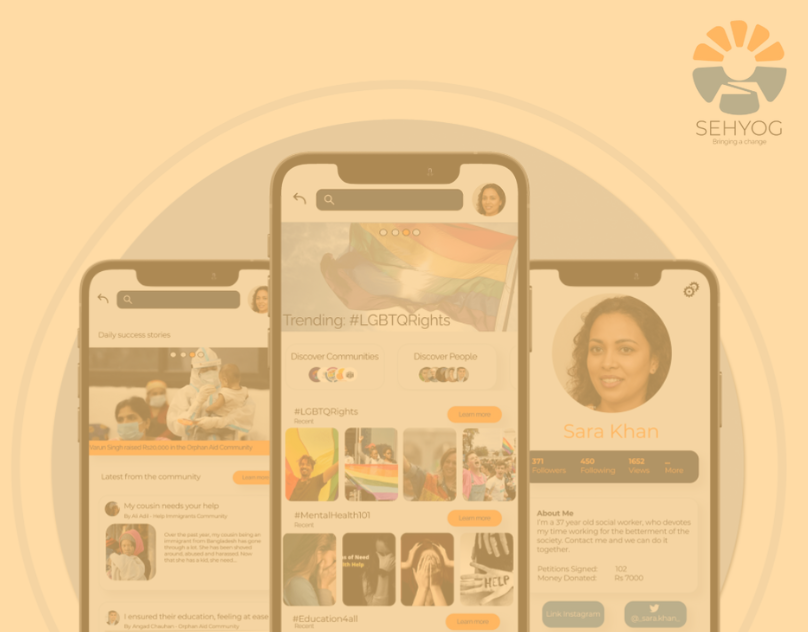 SEHYOG
Bringing a change
Daily success stories
Varun Singh raised ₹600,000 in the Orphan Aid Community
Latest from the community
Learn more
My cousin needs your help
By Ali Adil - Help Immigrants Community
Over the past year, my cousin being an
immigrant from Bangladesh has gone
through a lot. She has been abused
around, abused and harassed. Now
that she has a kid, she need...
I ensured their education, feeling at ease
By Angad Chauhan - Orphan Aid Community
Trending: #LGBTQRights
Discover Communities
Discover People
#LGBTQRights
Recent
Learn more
#MentalHealth101
Recent
Learn more
of Need
with Help
HELP
#Education4all
Recent
Learn more
Sara Khan
371 450 1652 ...
Followers Following Views More
About Me
I'm a 37 year old social worker, who devotes
my time working for the betterment of the
society. Contact me and we can do it
together.
Petitions Signed: 102
Money Donated: Rs 7000
Link Instagram
@_sarakhan_